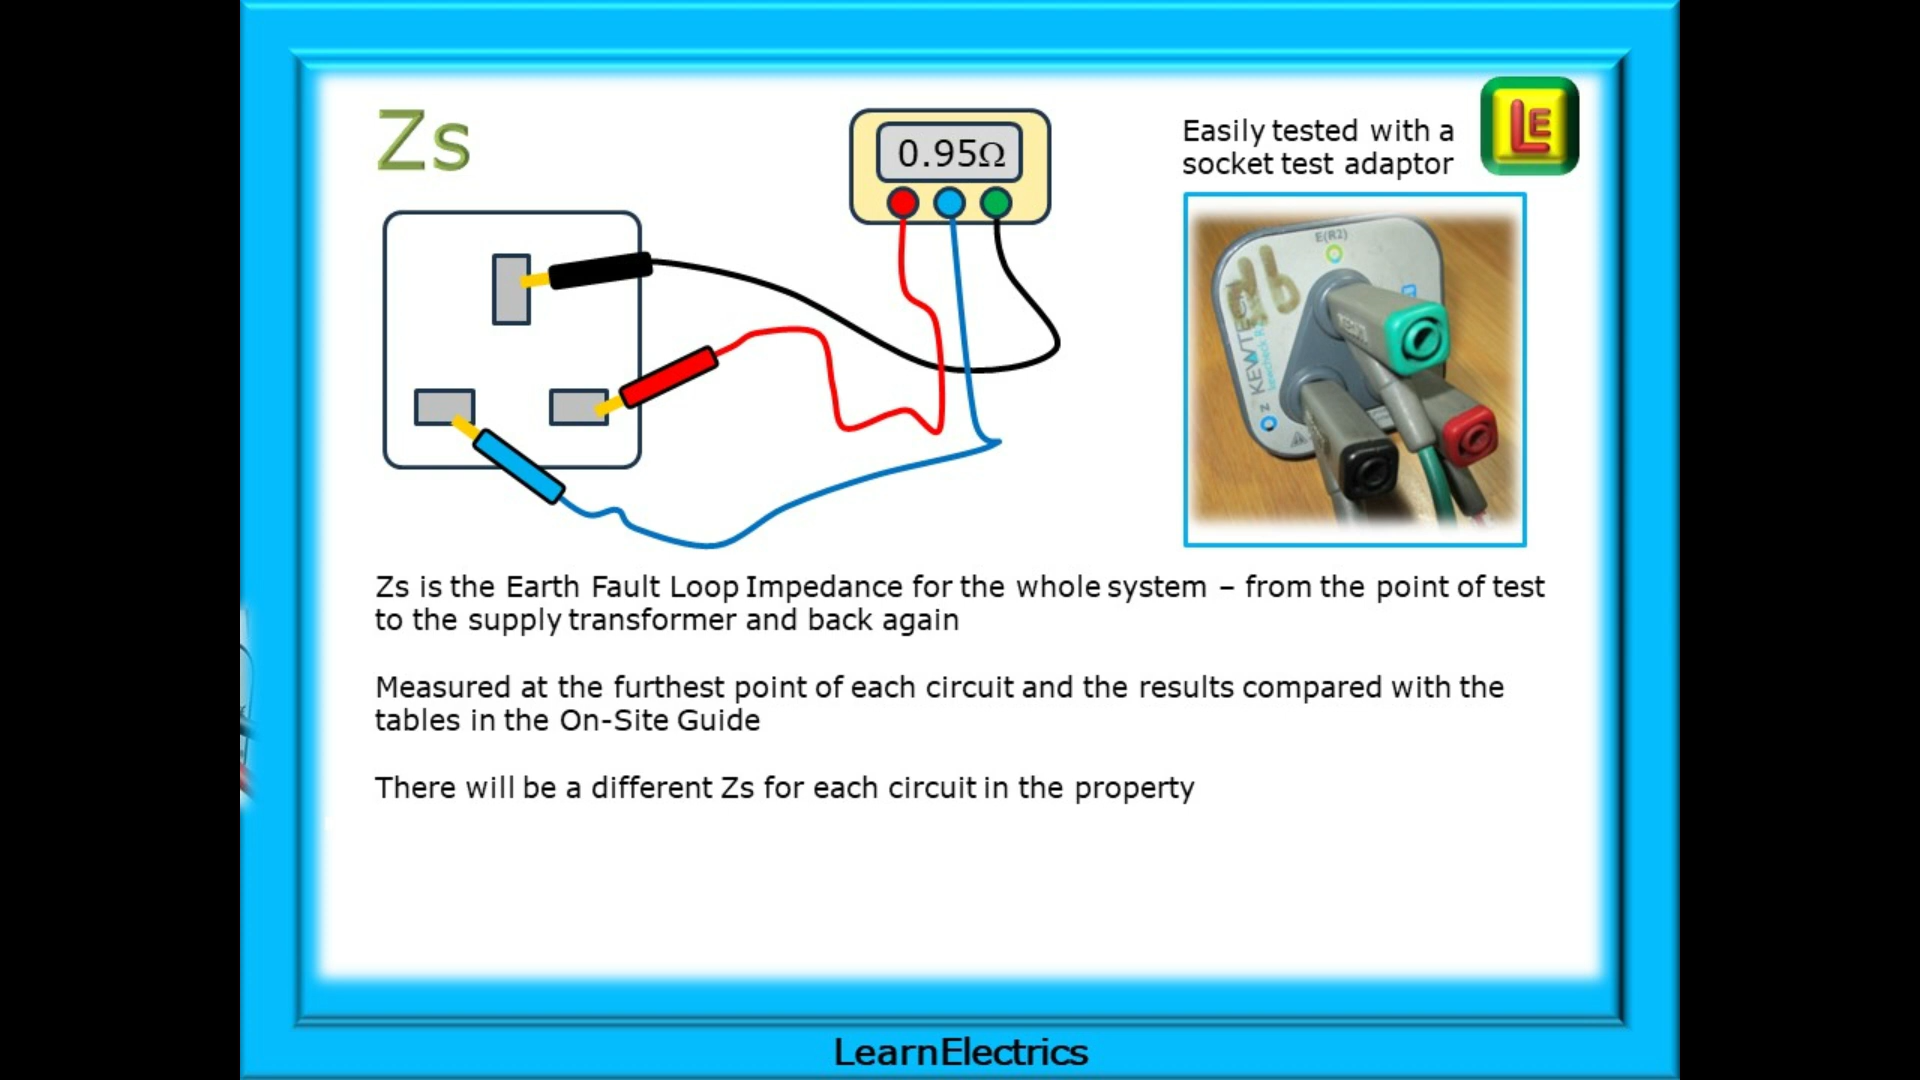 Zs
0.95Ω
Easily tested with a
socket test adaptor
LE
E(R2)
KEWTECH
N
Zs is the Earth Fault Loop Impedance for the whole system – from the point of test
to the supply transformer and back again
Measured at the furthest point of each circuit and the results compared with the
tables in the On-Site Guide
There will be a different Zs for each circuit in the property
LearnElectrics